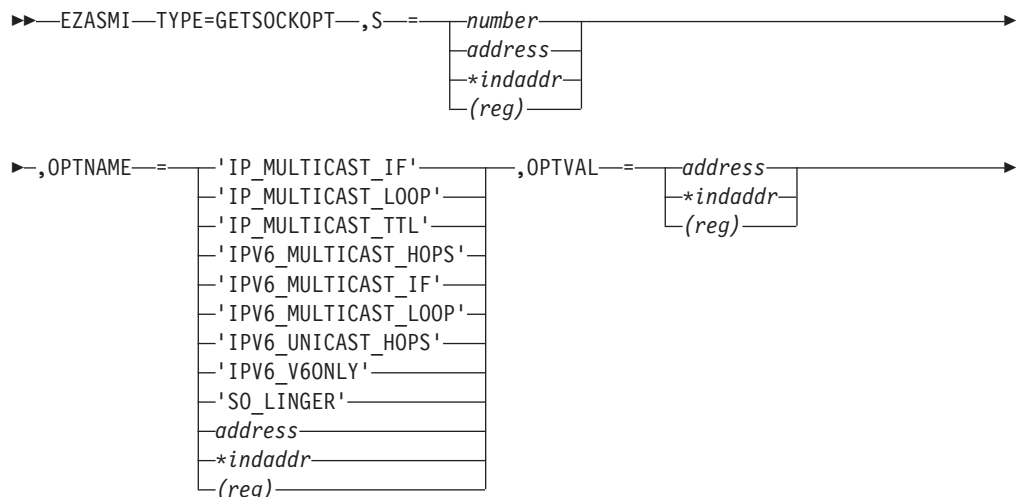 EZASMI TYPE=GETSOCKOPT ,S = number
address
*indaddr
(reg)
,OPTNAME = 'IP_MULTICAST_IF' ,OPTVAL = address
'IP_MULTICAST_LOOP' *indaddr
'IP_MULTICAST_TTL' (reg)
'IPV6_MULTICAST_HOPS'
'IPV6_MULTICAST_IF'
'IPV6_MULTICAST_LOOP'
'IPV6_UNICAST_HOPS'
'IPV6_V6ONLY'
'SO_LINGER'
address
*indaddr
(reg)